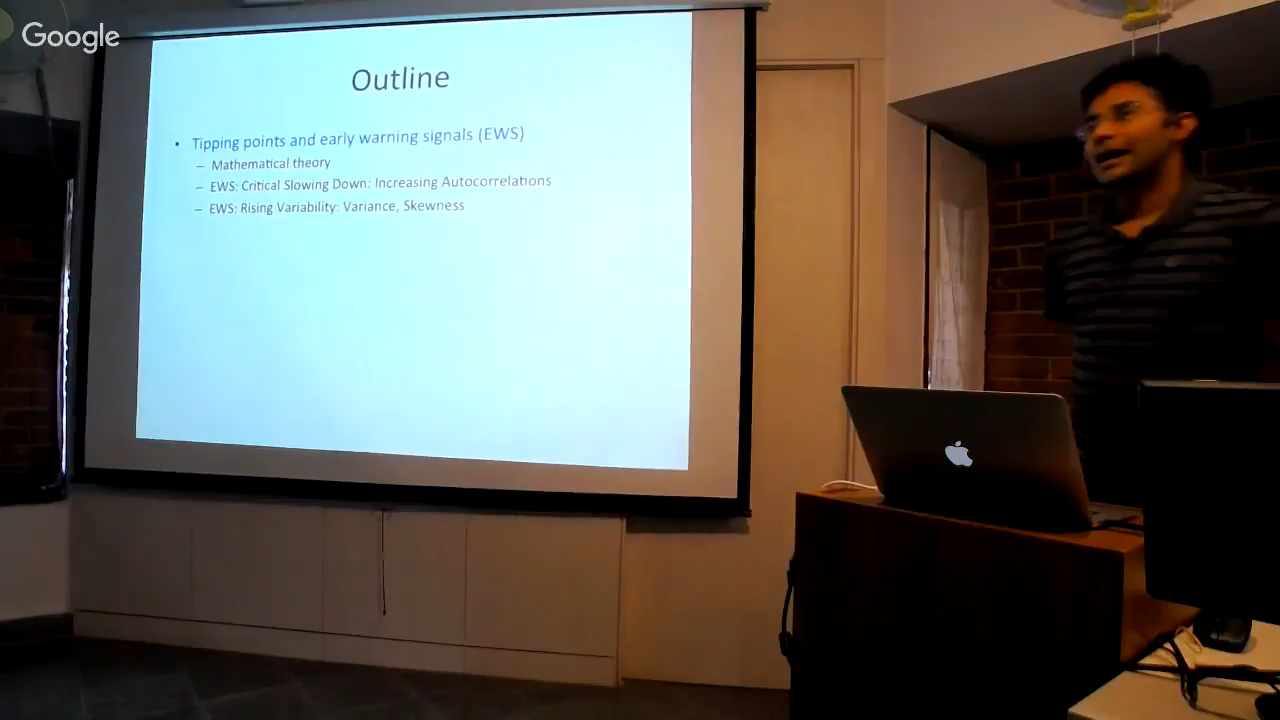 Google
Outline
• Tipping points and early warning signals (EWS)
– Mathematical theory
– EWS: Critical Slowing Down: Increasing Autocorrelations
– EWS: Rising Variability: Variance, Skewness